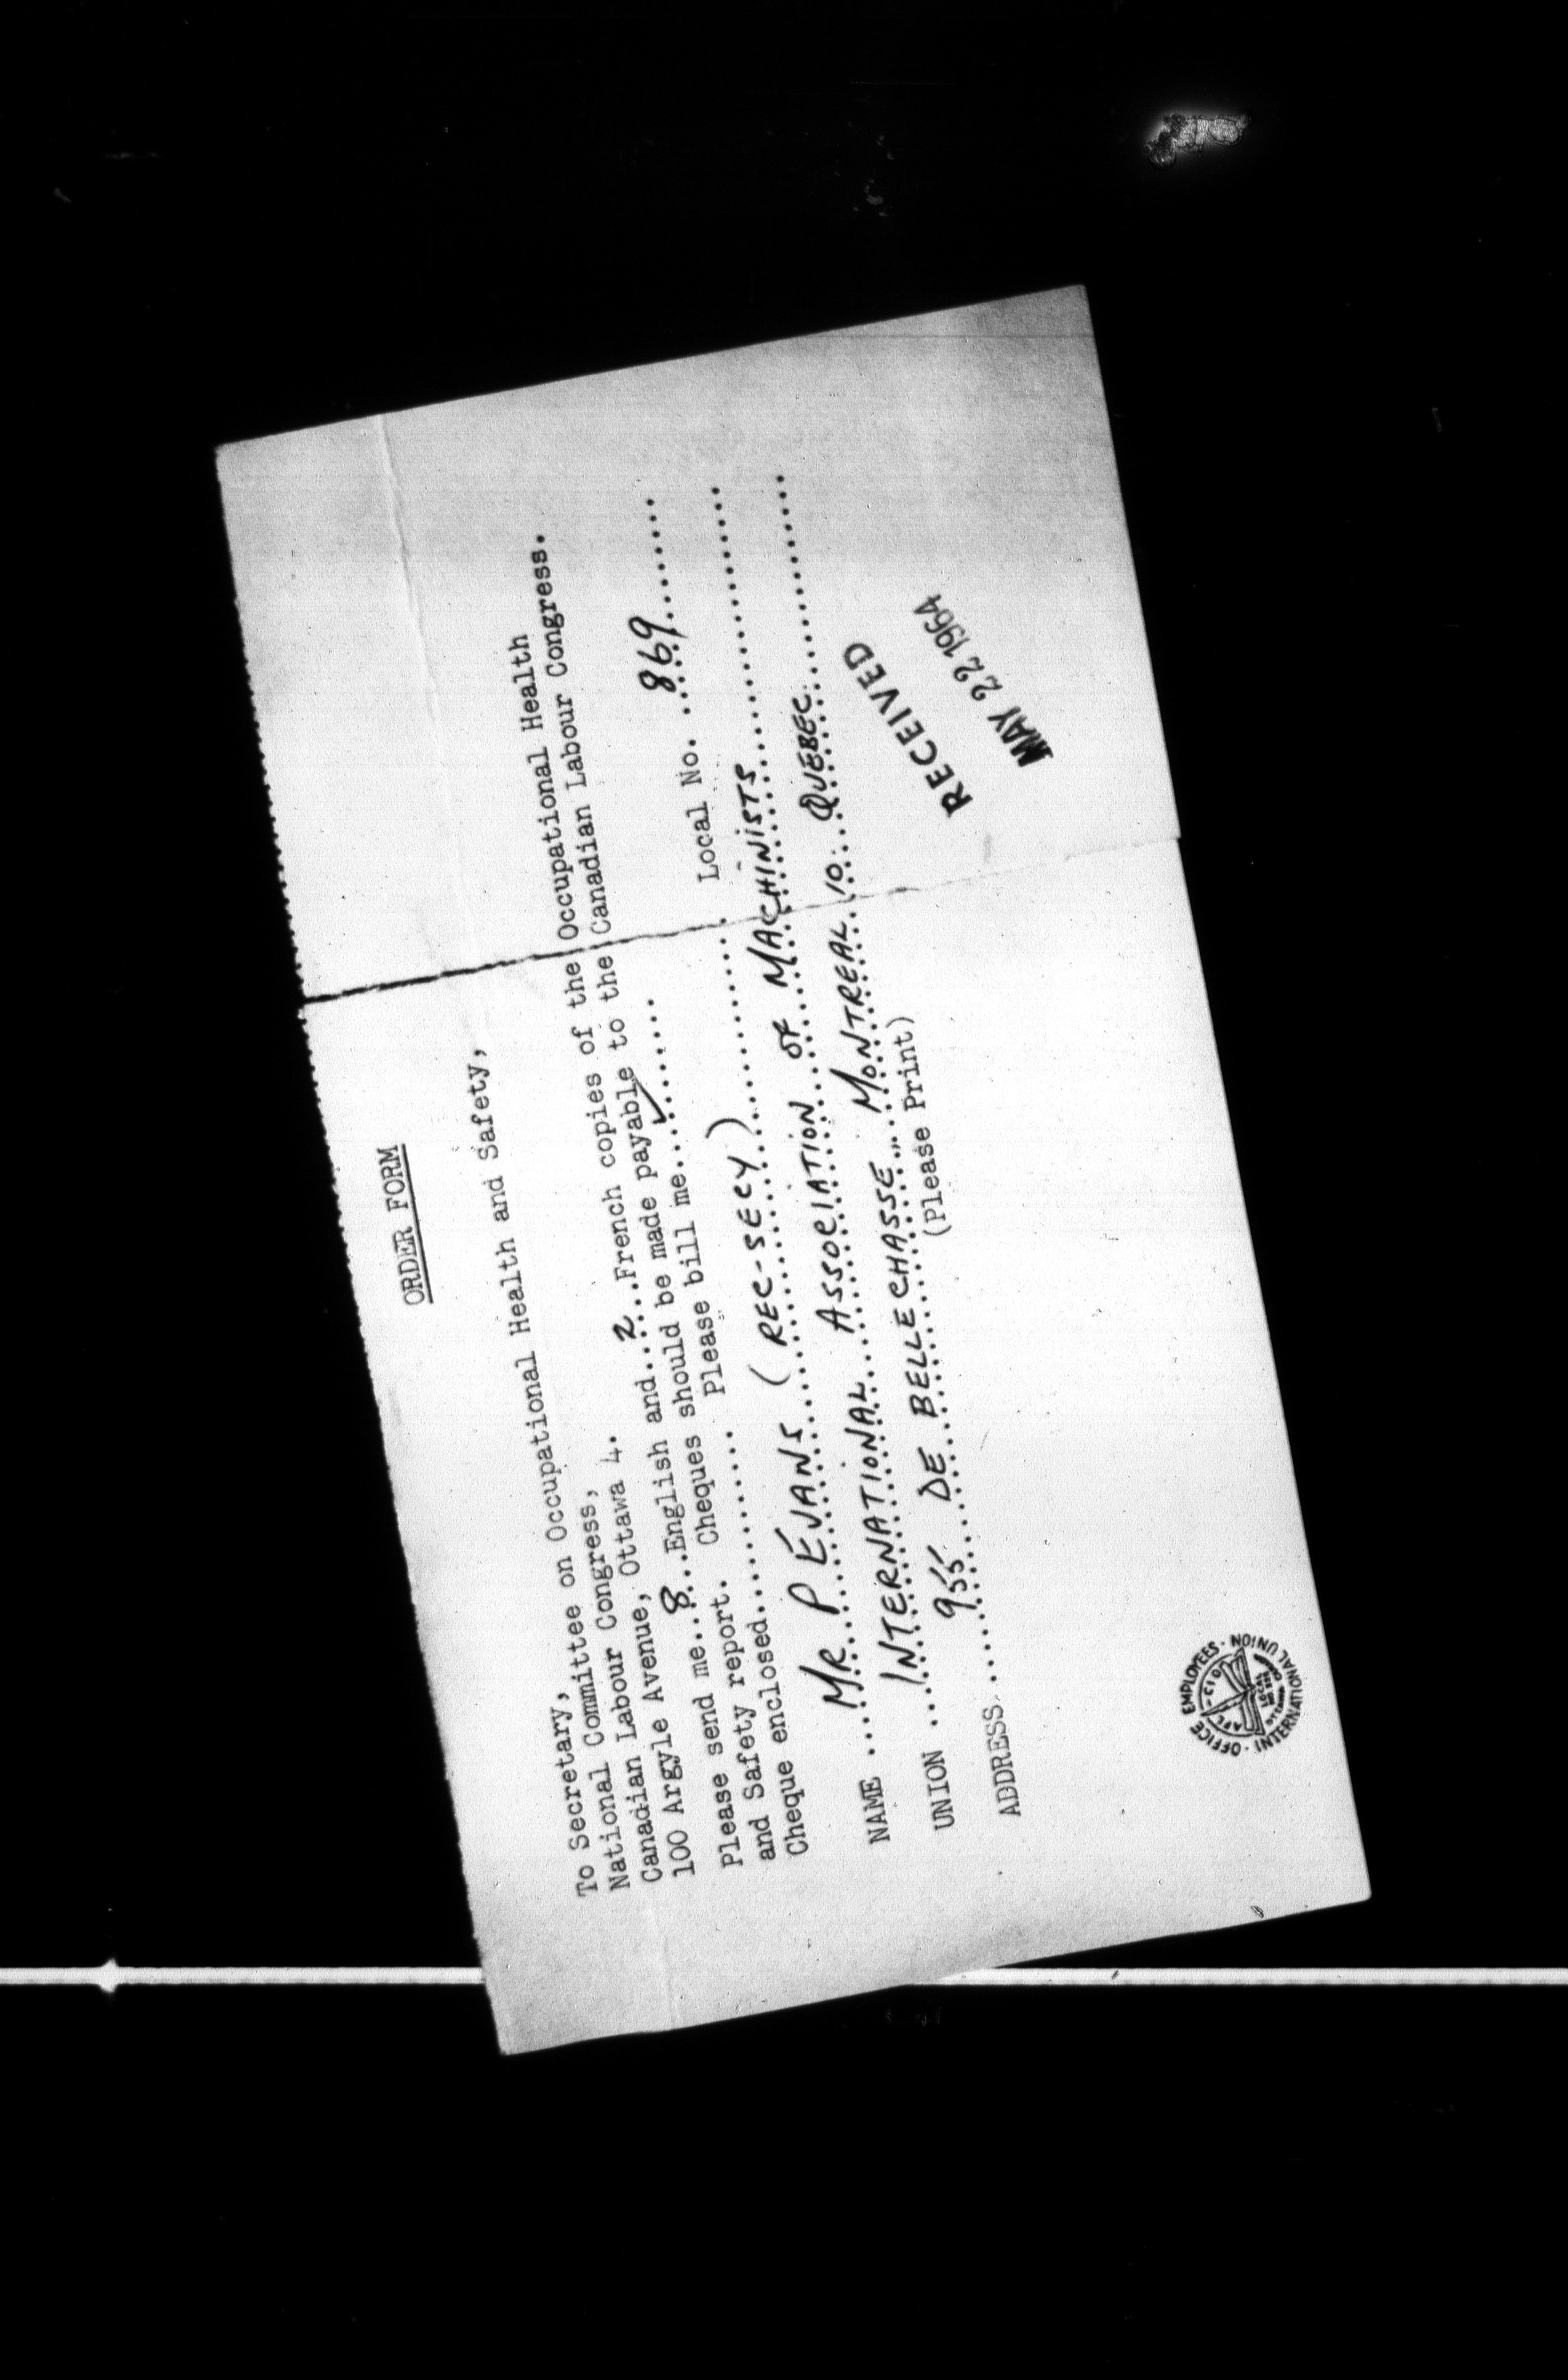 ORDER FORM
To Secretary,
National Committee on Occupational Health and Safety,
Canadian Labour Congress,
100 Argyle Avenue, Ottawa 4.
Please send me..8..English and..2..French copies of the Occupational Health
and Safety report. Cheques should be made payable to the Canadian Labour Congress.
Cheque enclosed........... Please bill me....✓.......
NAME ....MR P EVANS (REC-SECY)............... Local No. ..869........
UNION ...INTERNATIONAL ASSOCIATION OF MACHINISTS..................
ADDRESS......955 DE BELLECHASSE...MONTREAL 10...QUEBEC...............
(Please Print)
RECEIVED
MAY 22 1964
OFFICE EMPLOYEES · INTERNATIONAL UNION ·
AFL-CIO